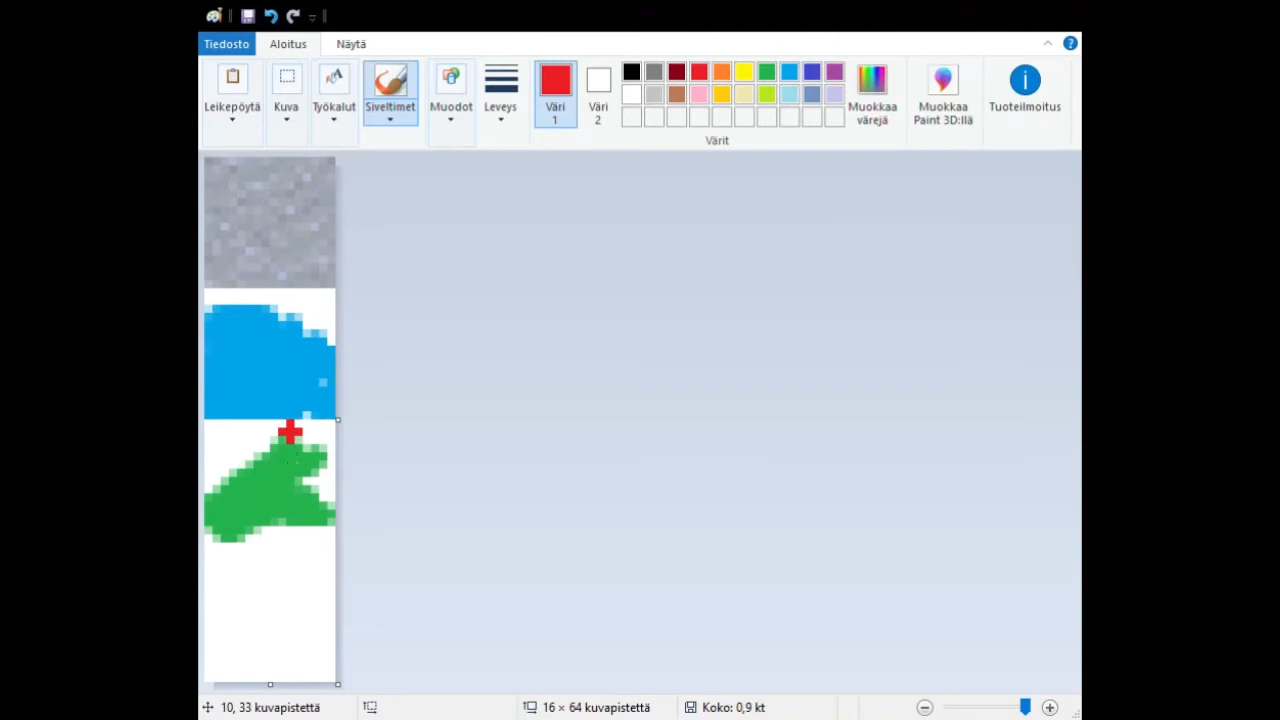 Tiedosto Aloitus Näytä
Leikepöytä Kuva Työkalut Siveltimet Muodot Leveys Väri 1 Väri 2 Muokkaa värejä Muokkaa Paint 3D:llä Tuoteilmoitus
Värit
10, 33 kuvapistettä 16 × 64 kuvapistettä Koko: 0,9 kt